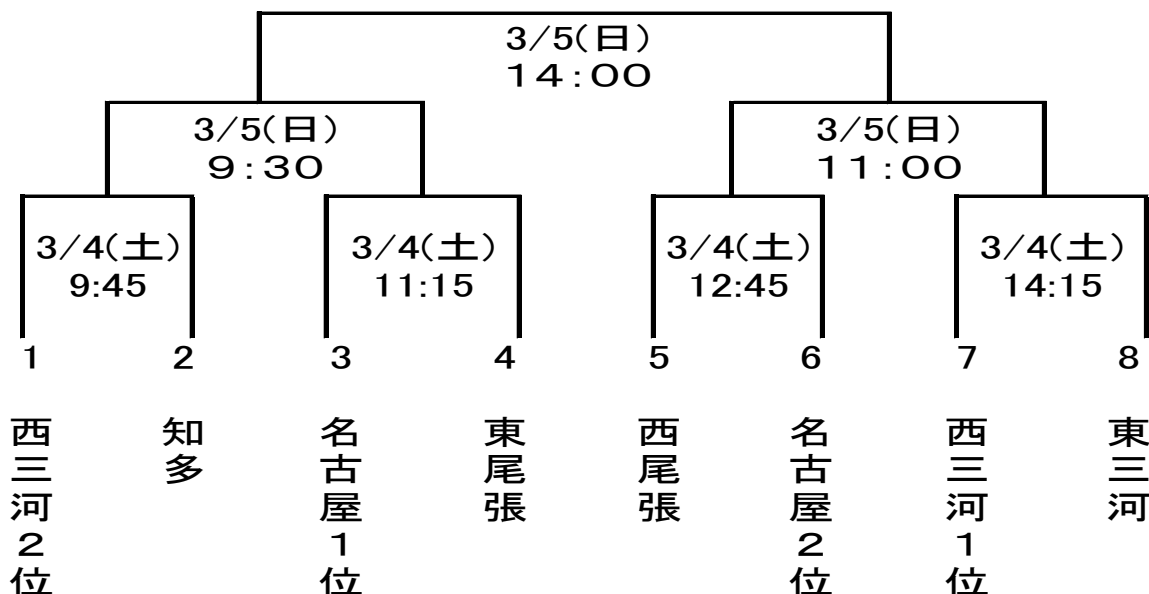 3/5(日)
14:00
3/5(日)
9:30
3/5(日)
11:00
3/4(土)
9:45
3/4(土)
11:15
3/4(土)
12:45
3/4(土)
14:15
1
2
3
4
5
6
7
8
西三河2位
知多
名古屋1位
東尾張
西尾張
名古屋2位
西三河1位
東三河